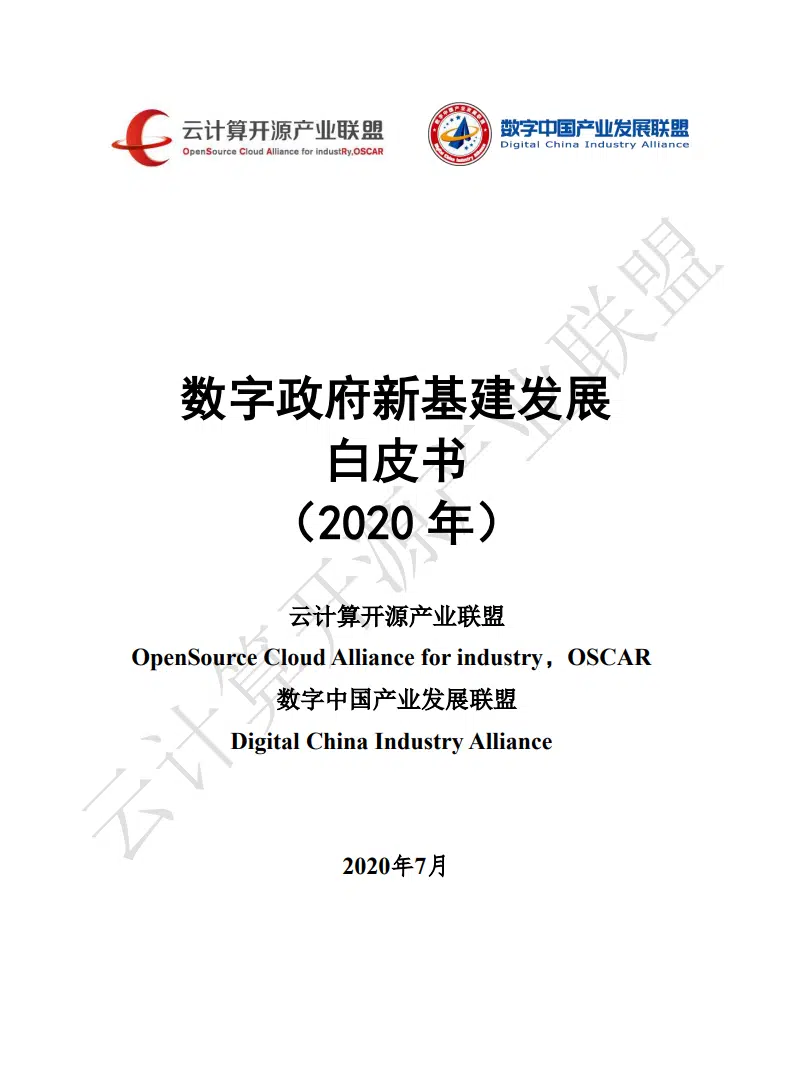 云计算开源产业联盟
OpenSource Cloud Alliance for industRy,OSCAR
数字中国产业发展联盟
Digital China Industry Alliance
数字政府新基建发展
白皮书
（2020 年）
云计算开源产业联盟
OpenSource Cloud Alliance for industry，OSCAR
数字中国产业发展联盟
Digital China Industry Alliance
2020年7月
云计算开源产业联盟